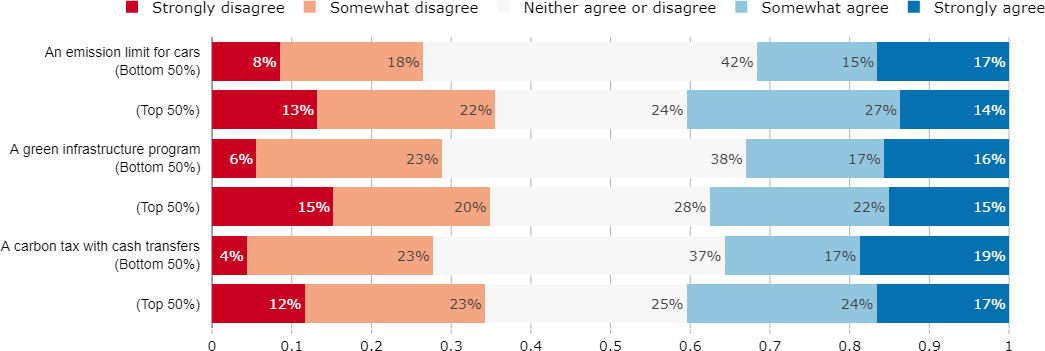 Strongly disagree Somewhat disagree Neither agree or disagree Somewhat agree Strongly agree
An emission limit for cars
(Bottom 50%)
8% 18% 42% 15% 17%
(Top 50%) 13% 22% 24% 27% 14%
A green infrastructure program
(Bottom 50%)
6% 23% 38% 17% 16%
(Top 50%) 15% 20% 28% 22% 15%
A carbon tax with cash transfers
(Bottom 50%)
4% 23% 37% 17% 19%
(Top 50%) 12% 23% 25% 24% 17%
0 0.1 0.2 0.3 0.4 0.5 0.6 0.7 0.8 0.9 1